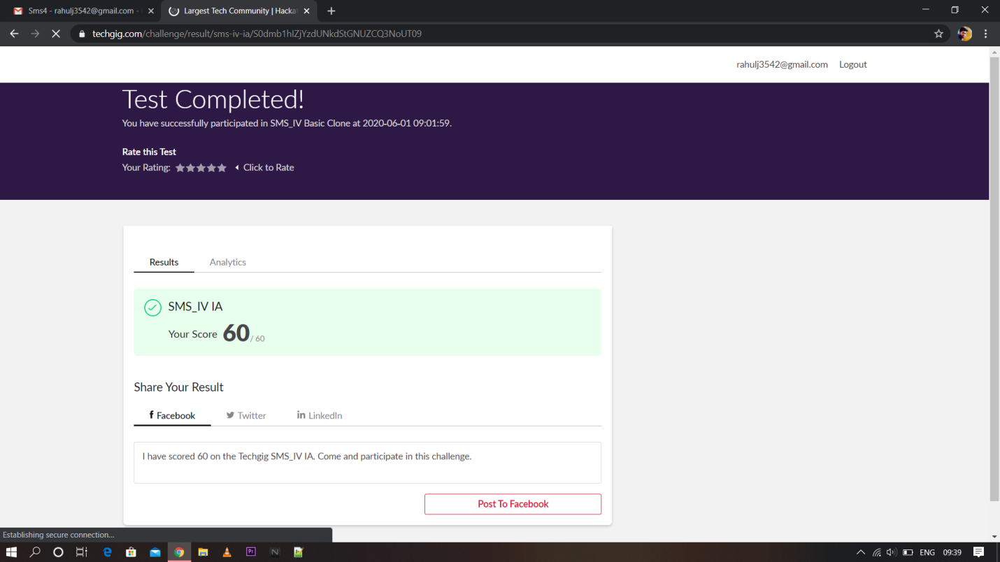 Sms4 - rahulj3542@gmail.com -
Largest Tech Community | Hacka
techgig.com/challenge/result/sms-iv-ia/S0dmb1hIZjYzdUNkdStGNUZCQ3NoUT09
rahulj3542@gmail.com Logout
Test Completed!
You have successfully participated in SMS_IV Basic Clone at 2020-06-01 09:01:59.
Rate this Test
Your Rating: Click to Rate
Results Analytics
SMS_IV IA
Your Score 60 / 60
Share Your Result
Facebook Twitter LinkedIn
I have scored 60 on the Techgig SMS_IV IA. Come and participate in this challenge.
Post To Facebook
Establishing secure connection...
ENG 09:39